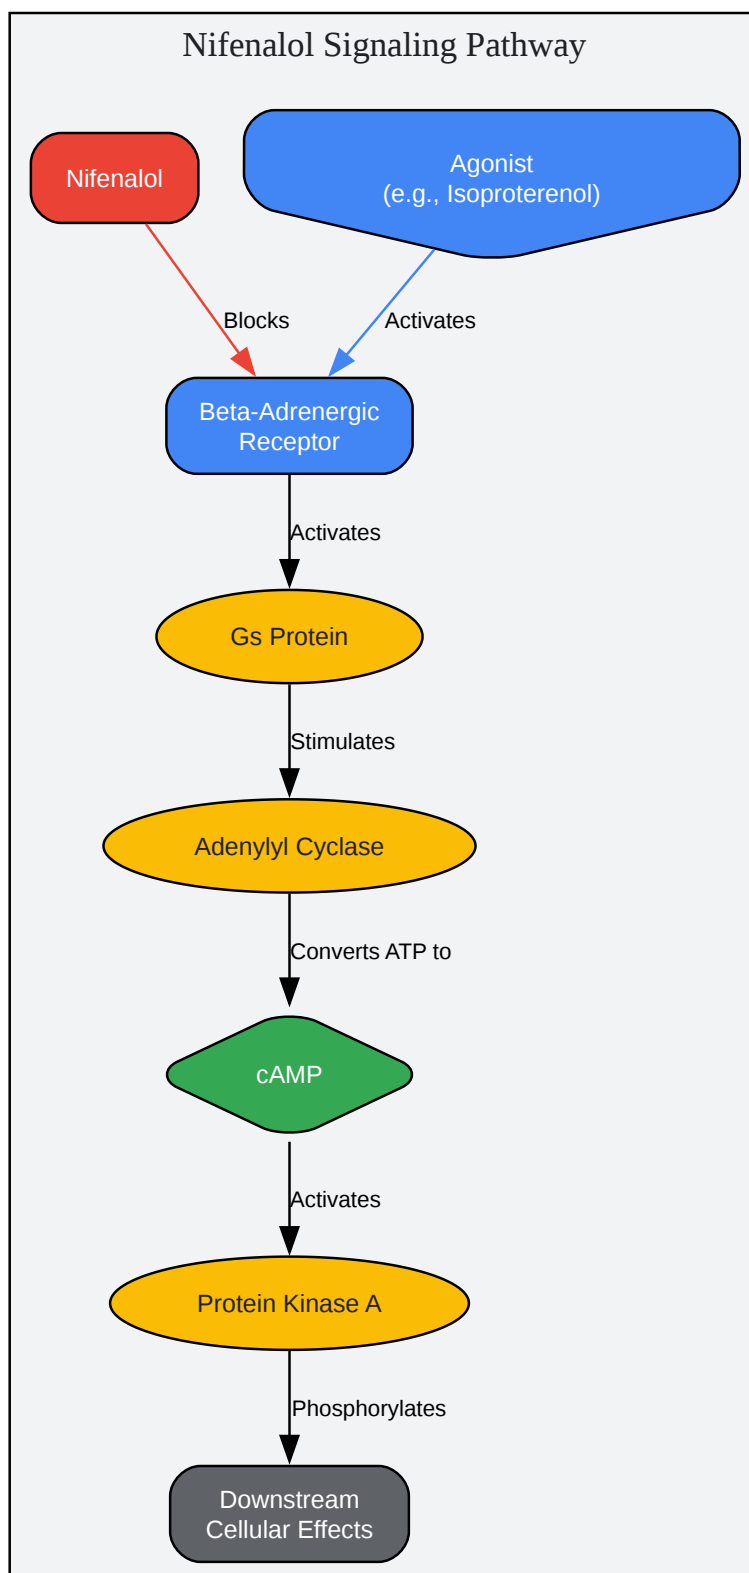 Nifenalol Signaling Pathway
Nifenalol
Agonist
(e.g., Isoproterenol)
Blocks
Activates
Beta-Adrenergic
Receptor
Activates
Gs Protein
Stimulates
Adenylyl Cyclase
Converts ATP to
cAMP
Activates
Protein Kinase A
Phosphorylates
Downstream
Cellular Effects